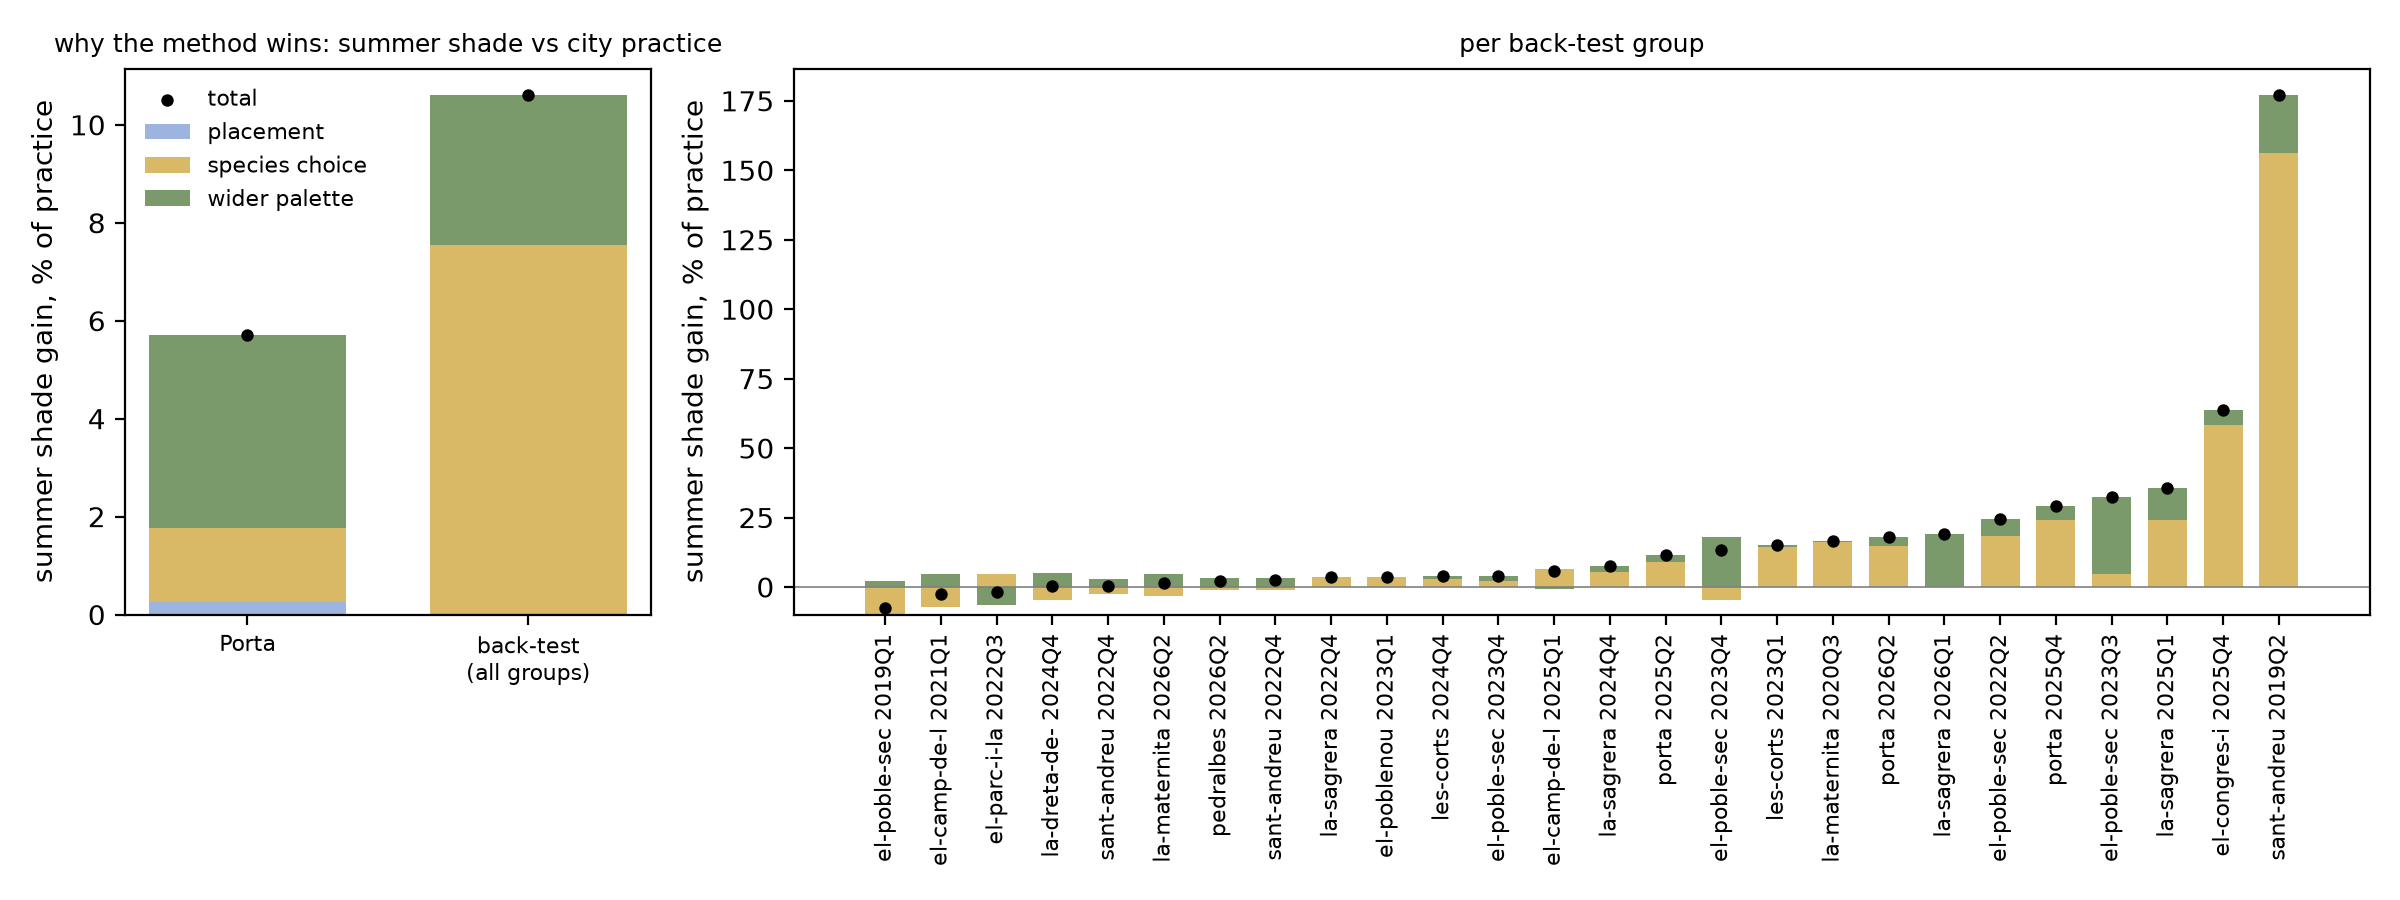 why the method wins: summer shade vs city practice
summer shade gain, % of practice
10
8
6
4
2
0
total
placement
species choice
wider palette
Porta
back-test
(all groups)
per back-test group
summer shade gain, % of practice
175
150
125
100
75
50
25
0
el-poble-sec 2019Q1
el-camp-de-l 2021Q1
el-parc-i-la 2022Q3
la-dreta-de- 2024Q4
sant-andreu 2022Q4
la-maternita 2026Q2
pedralbes 2026Q2
sant-andreu 2022Q4
la-sagrera 2022Q4
el-poblenou 2023Q1
les-corts 2024Q4
el-poble-sec 2023Q4
el-camp-de-l 2025Q1
la-sagrera 2024Q4
porta 2025Q2
el-poble-sec 2023Q4
les-corts 2023Q1
la-maternita 2020Q3
porta 2026Q2
la-sagrera 2026Q1
el-poble-sec 2022Q2
porta 2025Q4
el-poble-sec 2023Q3
la-sagrera 2025Q1
el-congres-i 2025Q4
sant-andreu 2019Q2